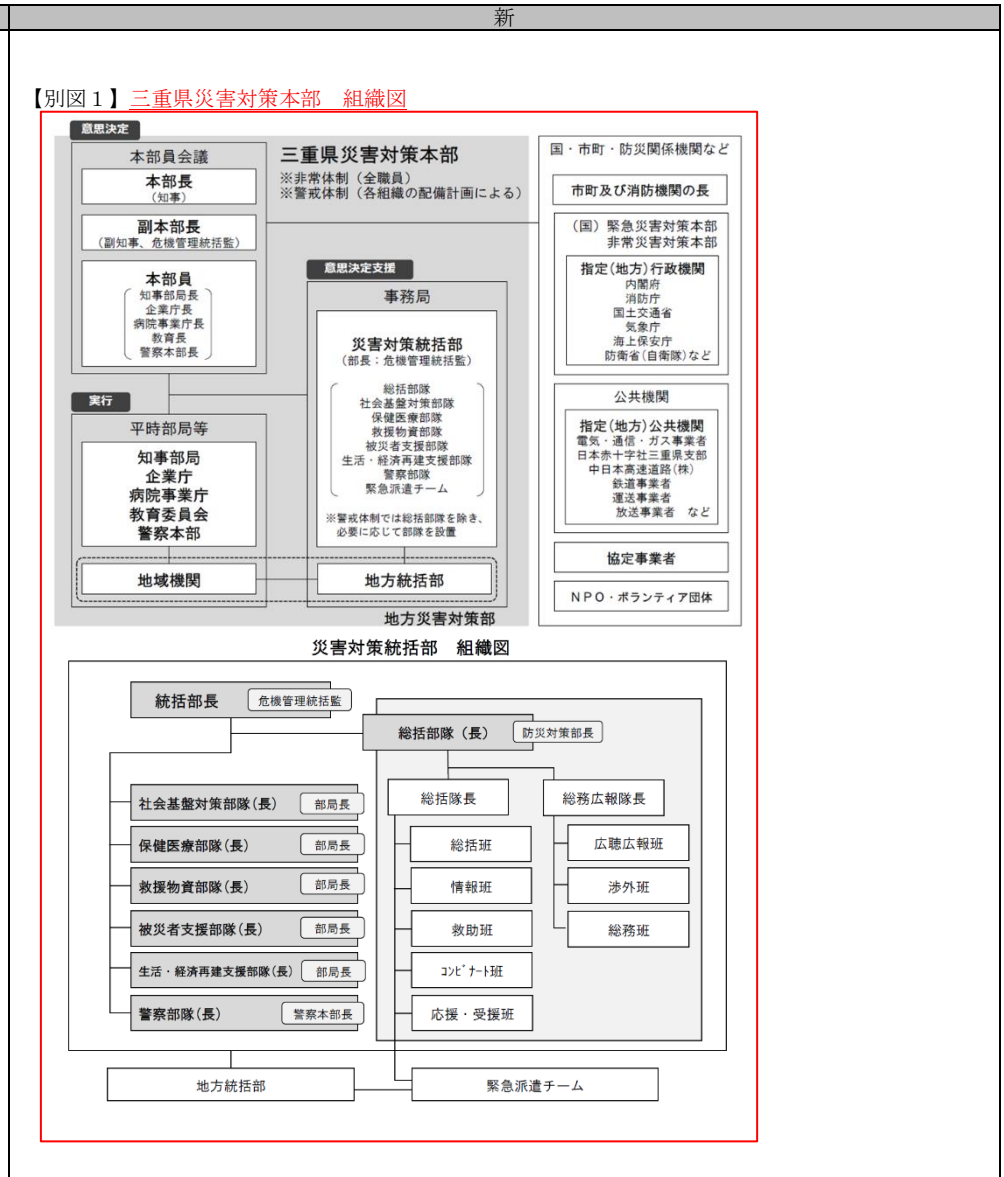 新
【別図１】三重県災害対策本部　組織図
意思決定
本部員会議
本部長
（知事）
副本部長
（副知事、危機管理統括監）
本部員
知事部局長
企業庁長
病院事業庁長
教育長
警察本部長
三重県災害対策本部
※非常体制（全職員）
※警戒体制（各組織の配備計画による）
意思決定支援
事務局
災害対策統括部
（部長：危機管理統括監）
総括部隊
社会基盤対策部隊
保健医療部隊
救援物資部隊
被災者支援部隊
生活・経済再建支援部隊
警察部隊
緊急派遣チーム
※警戒体制では総括部隊を除き、
必要に応じて部隊を設置
実行
平時部局等
知事部局
企業庁
病院事業庁
教育委員会
警察本部
地域機関
地方統括部
地方災害対策部
国・市町・防災関係機関など
市町及び消防機関の長
（国）緊急災害対策本部
非常災害対策本部
指定(地方)行政機関
内閣府
消防庁
国土交通省
気象庁
海上保安庁
防衛省(自衛隊)など
公共機関
指定(地方)公共機関
電気・通信・ガス事業者
日本赤十字社三重県支部
中日本高速道路(株)
鉄道事業者
運送事業者
放送事業者　など
協定事業者
ＮＰＯ・ボランティア団体
災害対策統括部　組織図
統括部長
危機管理統括監
総括部隊（長）
防災対策部長
社会基盤対策部隊(長)
部局長
保健医療部隊(長)
部局長
救援物資部隊(長)
部局長
被災者支援部隊(長)
部局長
生活・経済再建支援部隊(長)
部局長
警察部隊(長)
警察本部長
総括隊長
総括班
情報班
救助班
ｺﾝﾋﾞﾅｰﾄ班
応援・受援班
総務広報隊長
広聴広報班
渉外班
総務班
地方統括部
緊急派遣チーム